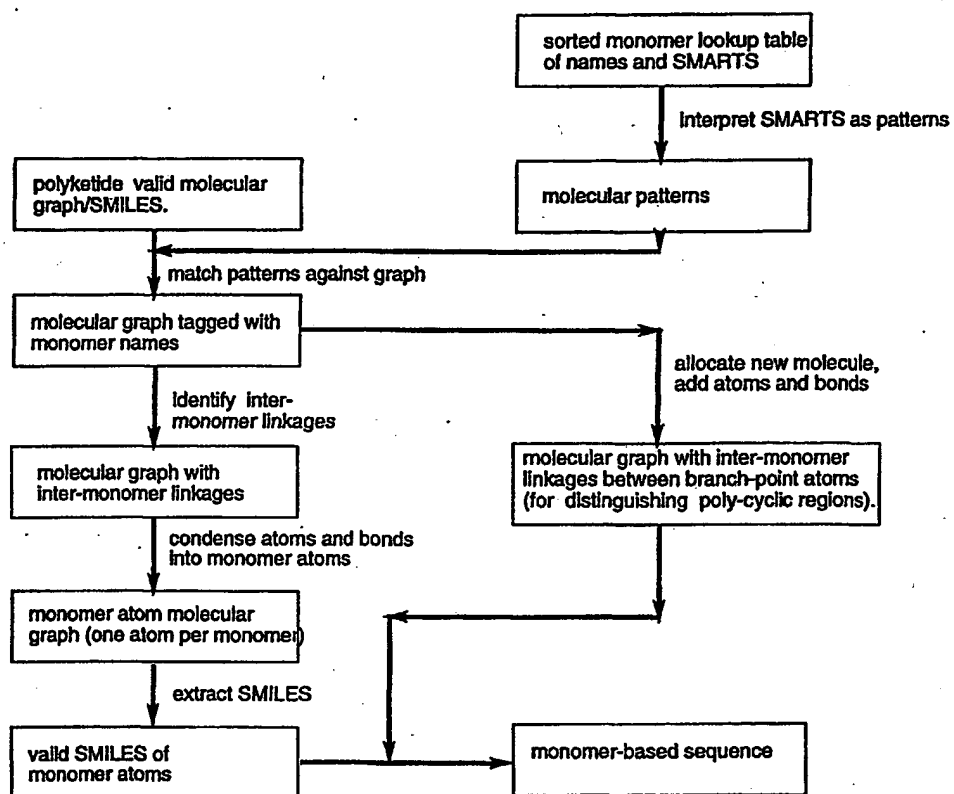 sorted monomer lookup table
of names and SMARTS
interpret SMARTS as patterns
polyketide valid molecular
graph/SMILES.
molecular patterns
match patterns against graph
molecular graph tagged with
monomer names
allocate new molecule,
add atoms and bonds
Identify inter-
monomer linkages
molecular graph with
inter-monomer linkages
molecular graph with inter-monomer
linkages between branch-point atoms
(for distinguishing poly-cyclic regions).
condense atoms and bonds
into monomer atoms
monomer atom molecular
graph (one atom per monomer)
extract SMILES
valid SMILES of
monomer atoms
monomer-based sequence